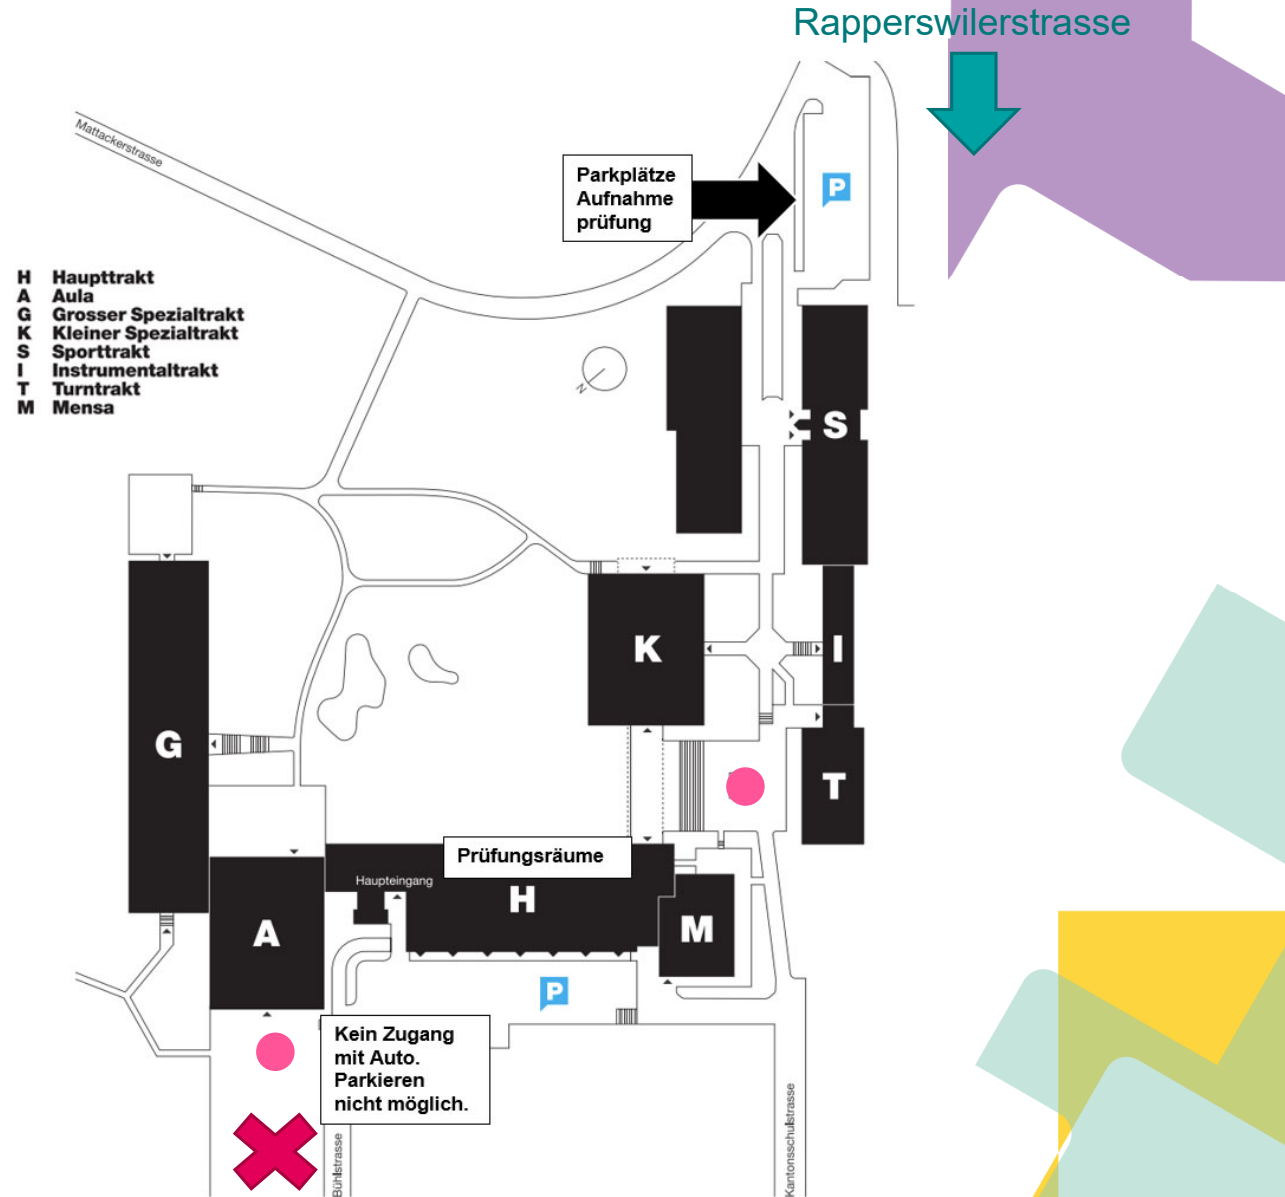 Rapperswilerstrasse
Mattackerstrasse
Parkplätze
Aufnahme
prüfung
P
H Haupttrakt
A Aula
G Grosser Spezialtrakt
K Kleiner Spezialtrakt
S Sporttrakt
I Instrumentaltrakt
T Turntrakt
M Mensa
N
S
K
I
G
T
Prüfungsräume
Haupteingang
H
A
M
P
Kein Zugang
mit Auto.
Parkieren
nicht möglich.
Bühlstrasse
Kantonsschulstrasse